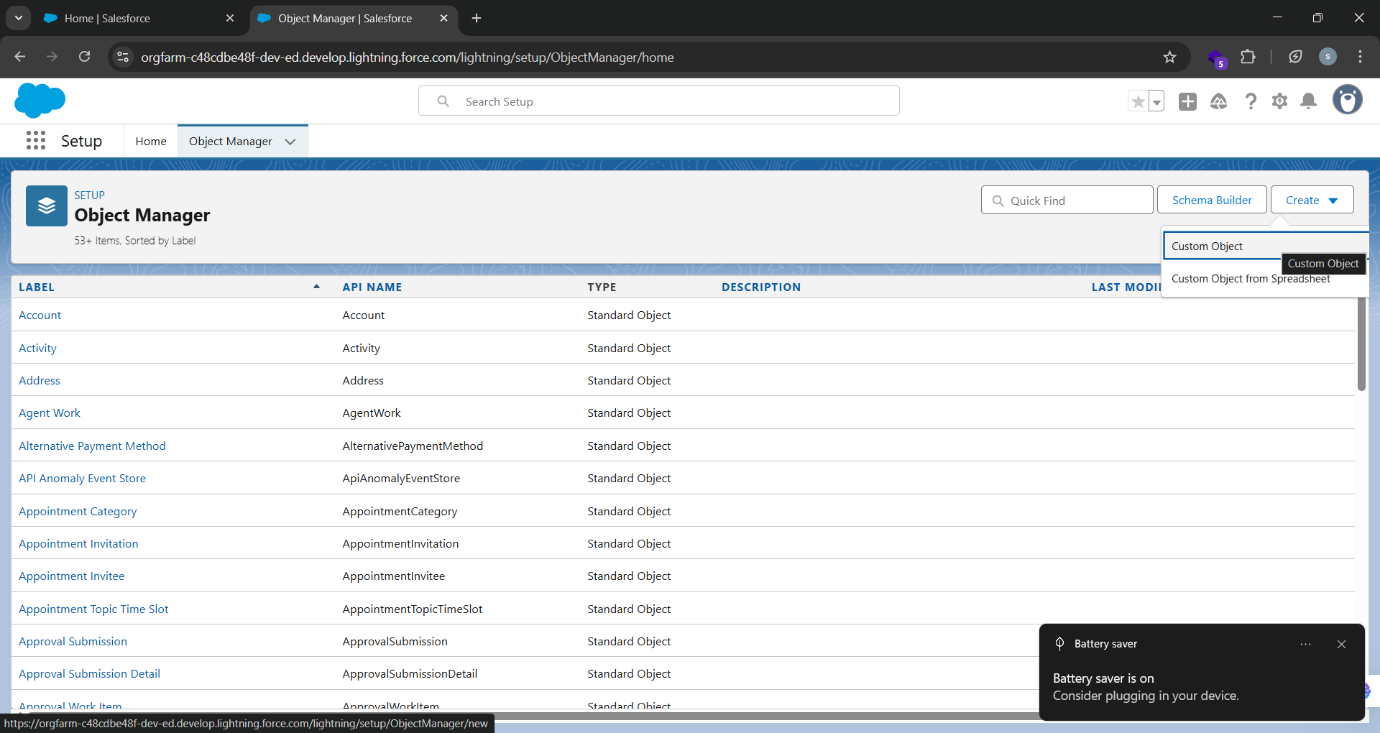 Home | Salesforce
Object Manager | Salesforce
orgfarm-c48cdbe48f-dev-ed.develop.lightning.force.com/lightning/setup/ObjectManager/home
5
S
Search Setup
Setup
Home
Object Manager
SETUP
Object Manager
53+ Items, Sorted by Label
Quick Find
Schema Builder
Create
Custom Object
Custom Object
Custom Object from Spreadsheet
LABEL API NAME TYPE DESCRIPTION LAST MODI
Account Account Standard Object
Activity Activity Standard Object
Address Address Standard Object
Agent Work AgentWork Standard Object
Alternative Payment Method AlternativePaymentMethod Standard Object
API Anomaly Event Store ApiAnomalyEventStore Standard Object
Appointment Category AppointmentCategory Standard Object
Appointment Invitation AppointmentInvitation Standard Object
Appointment Invitee AppointmentInvitee Standard Object
Appointment Topic Time Slot AppointmentTopicTimeSlot Standard Object
Approval Submission ApprovalSubmission Standard Object
Approval Submission Detail ApprovalSubmissionDetail Standard Object
Approval Work Item ApprovalWorkItem Standard Object
Battery saver
Battery saver is on
Consider plugging in your device.
https://orgfarm-c48cdbe48f-dev-ed.develop.lightning.force.com/lightning/setup/ObjectManager/new